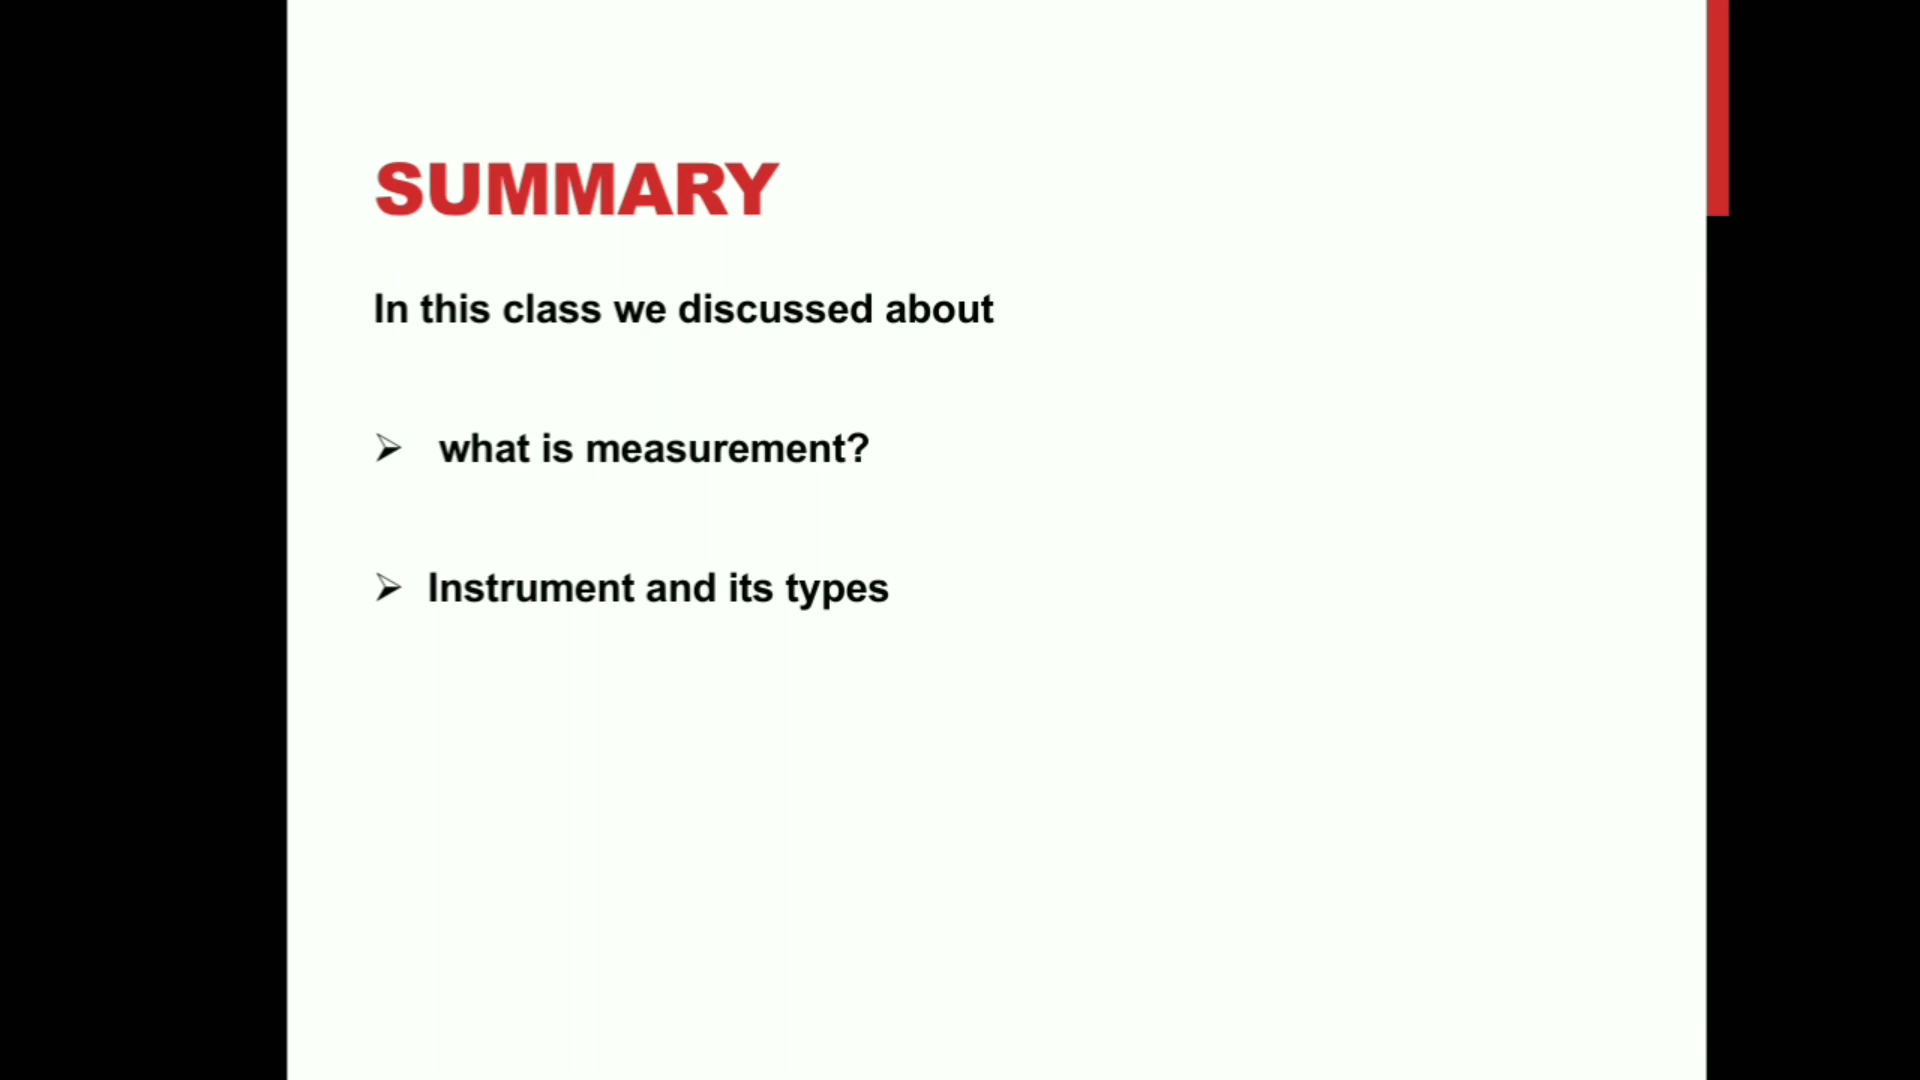 SUMMARY
In this class we discussed about
➢ what is measurement?
➢ Instrument and its types